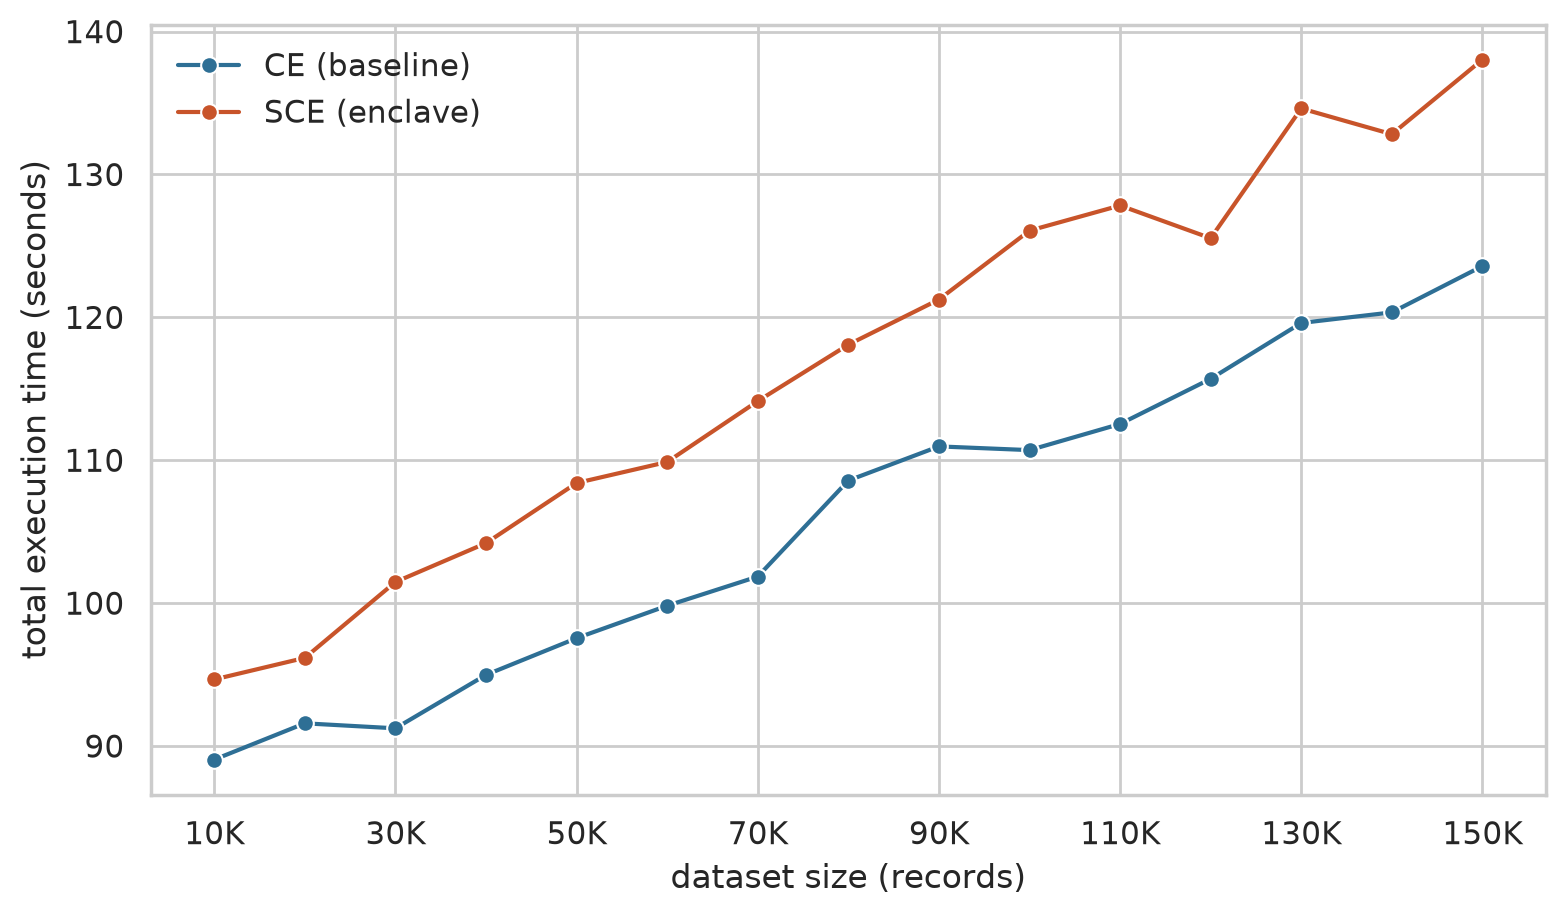 CE (baseline)
SCE (enclave)
total execution time (seconds)
140
130
120
110
100
90
10K 30K 50K 70K 90K 110K 130K 150K
dataset size (records)